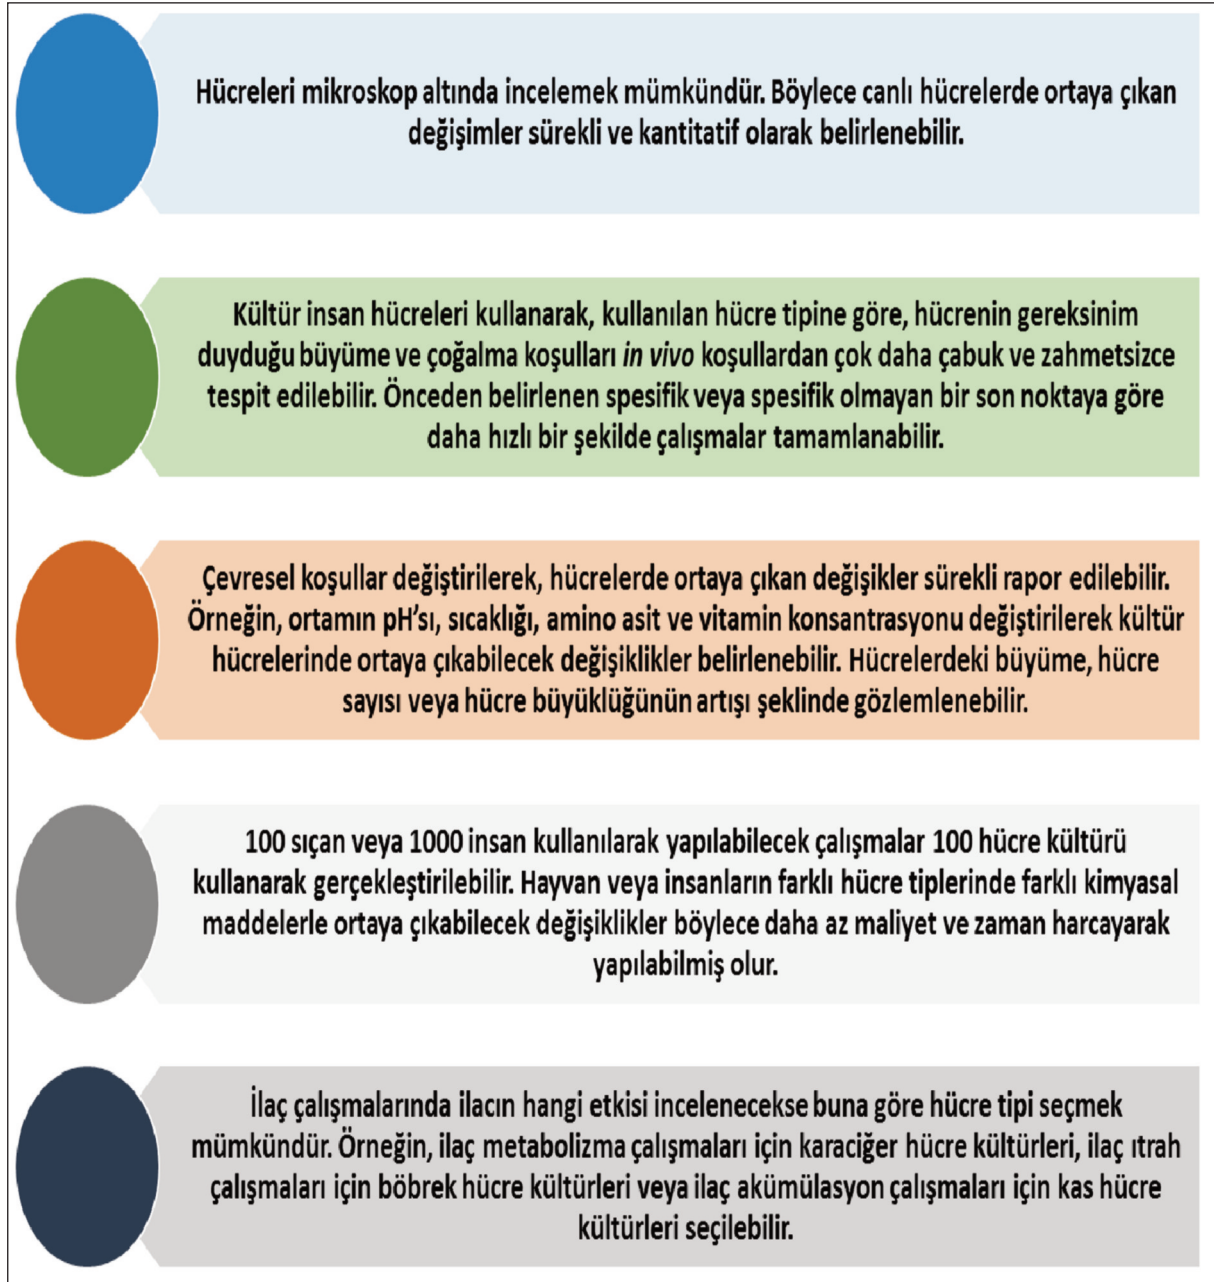 Hücreleri mikroskop altında incelemek mümkündür. Böylece canlı hücrelerde ortaya çıkan
değişimler sürekli ve kantitatif olarak belirlenebilir.
Kültür insan hücreleri kullanarak, kullanılan hücre tipine göre, hücrenin gereksinim
duyduğu büyüme ve çoğalma koşulları in vivo koşullardan çok daha çabuk ve zahmetsizce
tespit edilebilir. Önceden belirlenen spesifik veya spesifik olmayan bir son noktaya göre
daha hızlı bir şekilde çalışmalar tamamlanabilir.
Çevresel koşullar değiştirilerek, hücrelerde ortaya çıkan değişikler sürekli rapor edilebilir.
Örneğin, ortamın pH’sı, sıcaklığı, amino asit ve vitamin konsantrasyonu değiştirilerek kültür
hücrelerinde ortaya çıkabilecek değişiklikler belirlenebilir. Hücrelerdeki büyüme, hücre
sayısı veya hücre büyüklüğünün artışı şeklinde gözlemlenebilir.
100 sıçan veya 1000 insan kullanılarak yapılabilecek çalışmalar 100 hücre kültürü
kullanarak gerçekleştirilebilir. Hayvan veya insanların farklı hücre tiplerinde farklı kimyasal
maddelerle ortaya çıkabilecek değişiklikler böylece daha az maliyet ve zaman harcayarak
yapılabilmiş olur.
İlaç çalışmalarında ilacın hangi etkisi incelenecekse buna göre hücre tipi seçmek
mümkündür. Örneğin, ilaç metabolizma çalışmaları için karaciğer hücre kültürleri, ilaç ıtrah
çalışmaları için böbrek hücre kültürleri veya ilaç akümülasyon çalışmaları için kas hücre
kültürleri seçilebilir.